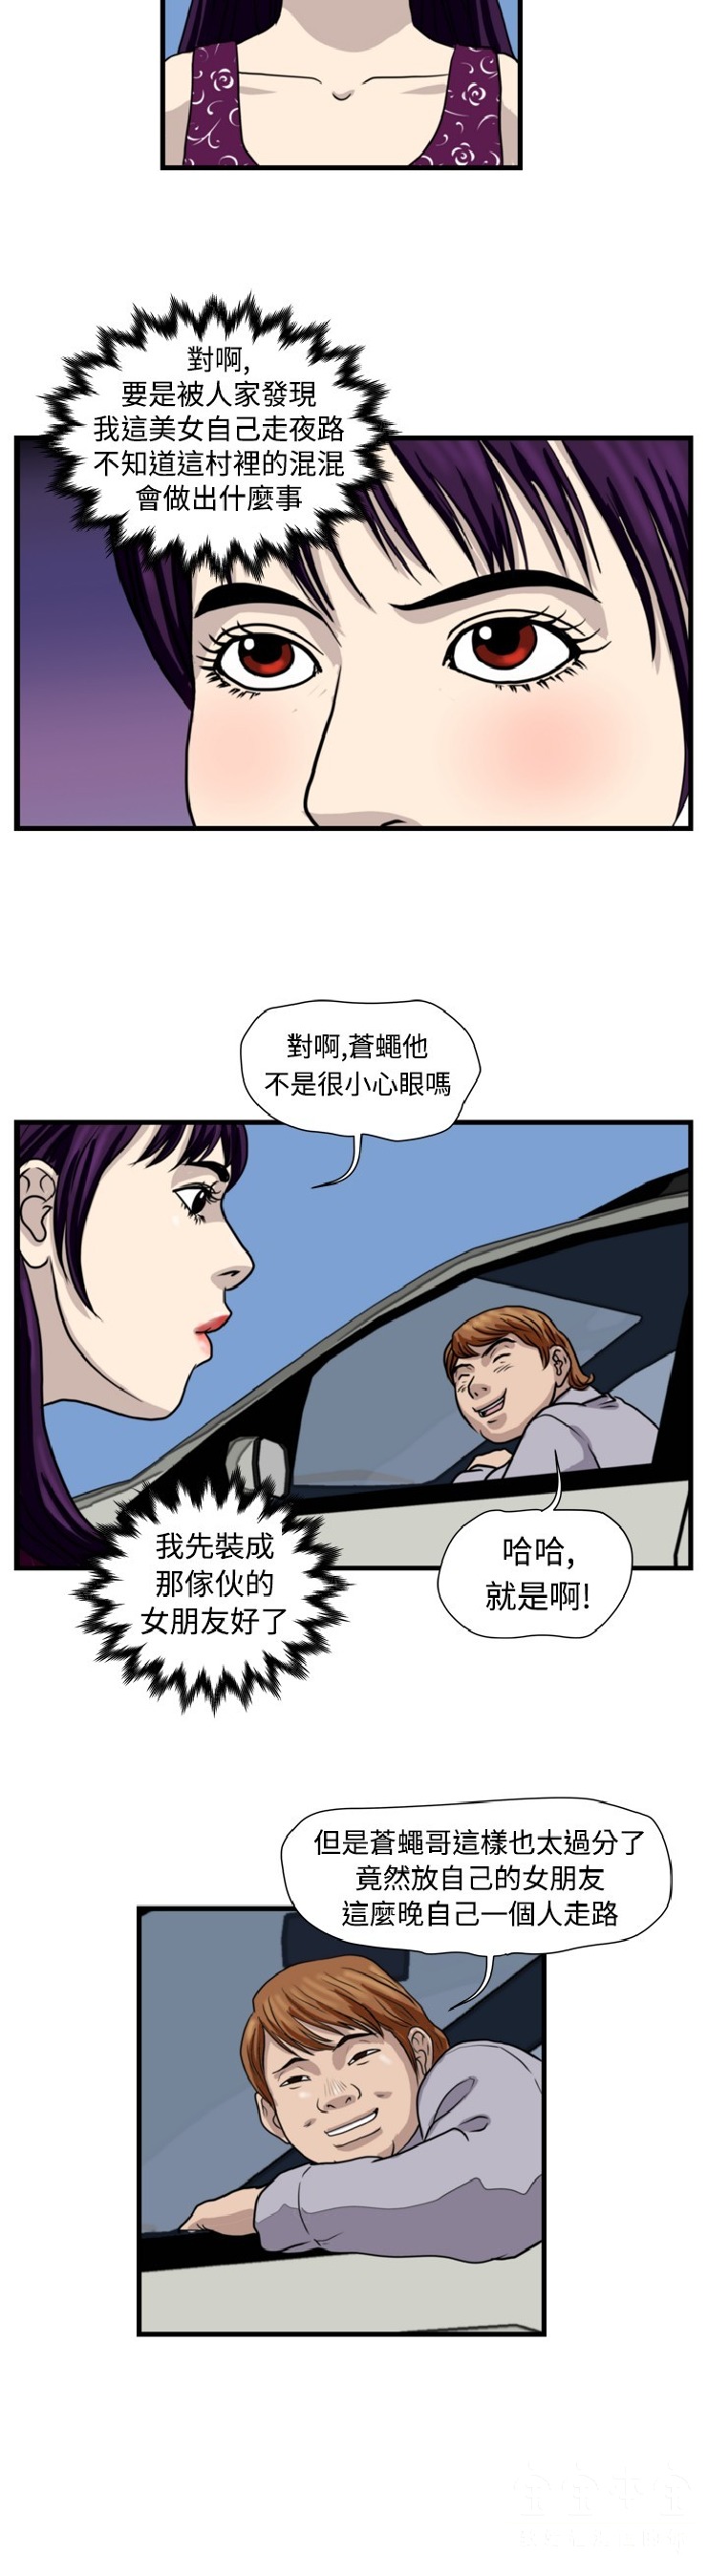 對啊,
要是被人家發現
我這美女自己走夜路
不知道這村裡的混混
會做出什麼事
對啊,蒼蠅他
不是很小心眼嗎
我先裝成
那傢伙的
女朋友好了
哈哈,
就是啊!
但是蒼蠅哥這樣也太過分了
竟然放自己的女朋友
這麼晚自己一個人走路